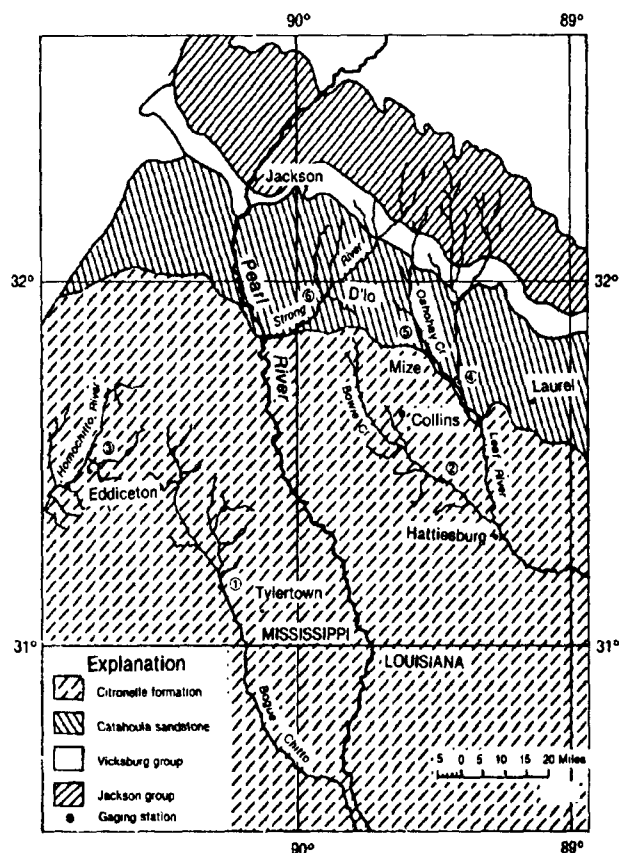 90°
89°
Jackson
32°
32°
Pearl
River
Strong
River
6
D'lo
5
Oakohay Cr
Mize
4
Laurel
Bowie Cr
Collins
Leaf River
2
Hattiesburg
Homochitto River
3
Eddiceton
1
Tylertown
MISSISSIPPI
31°
31°
LOUISIANA
Bogue Chitto
Explanation
Citronelle formation
Catahoula sandstone
Vicksburg group
Jackson group
Gaging station
5 0 5 10 20 Miles
90°
89°